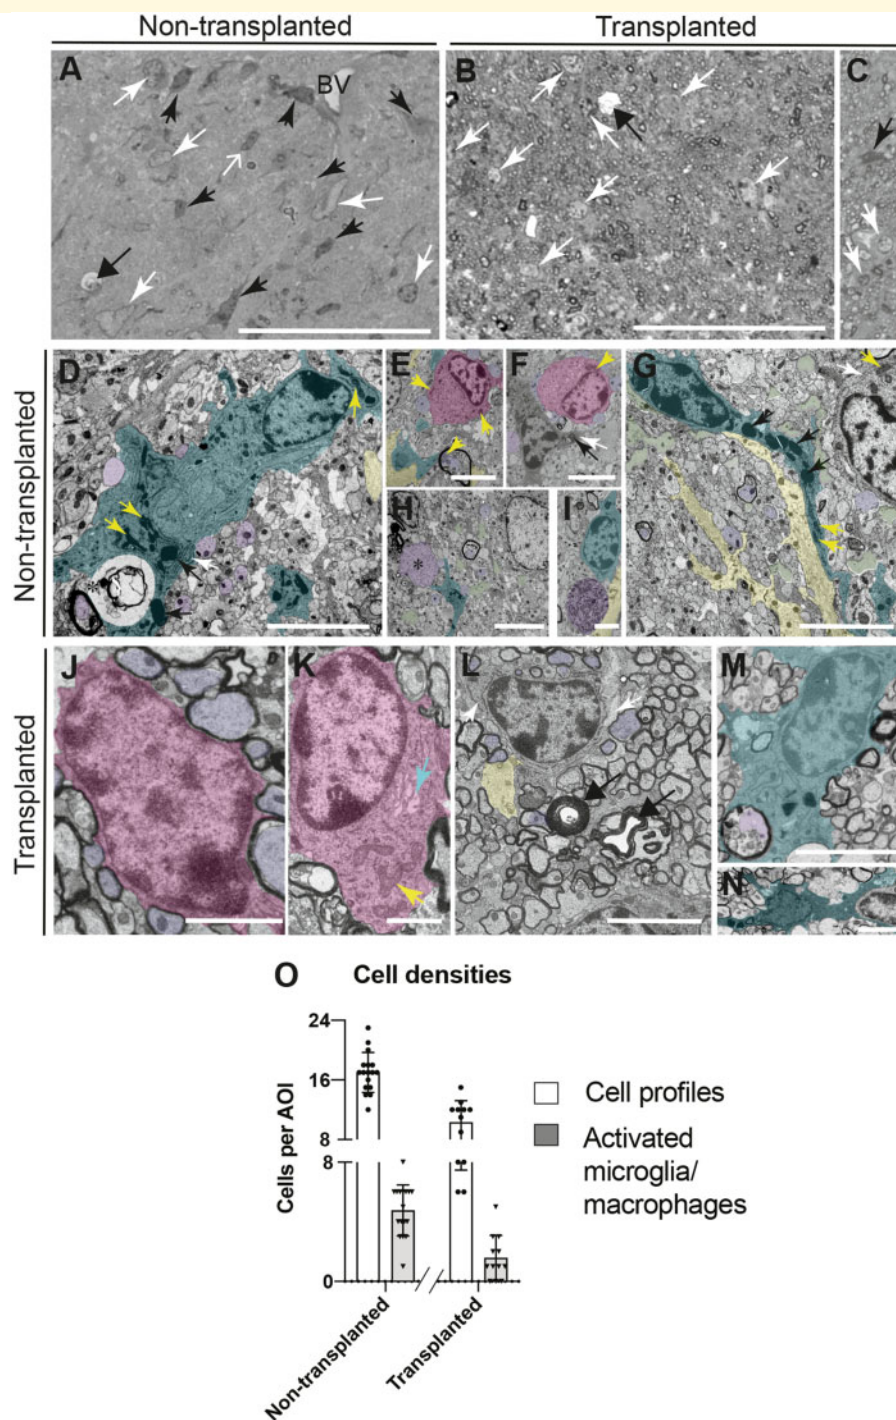 Non-transplanted
Transplanted
A
BV
B
C
Non-transplanted
D
E
F
G
*
H
*
I
Transplanted
J
K
L
M
N
O
Cell densities
Cells per AOI
24
16
8
8
0
Non-transplanted
Transplanted
Cell profiles
Activated
microglia/
macrophages